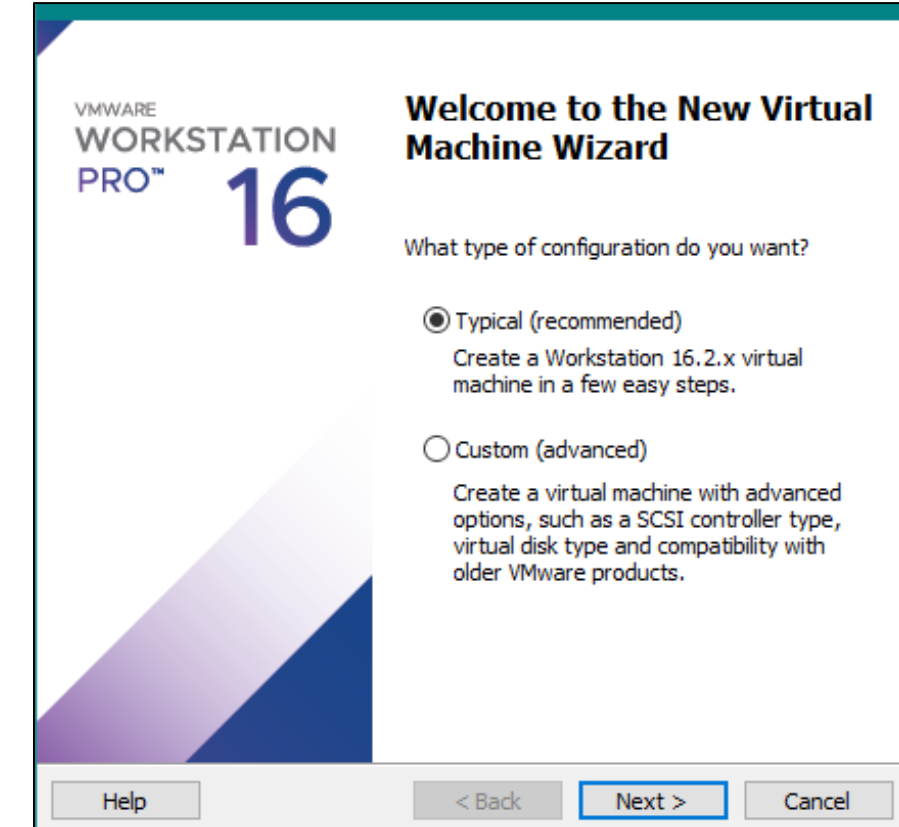 VMWARE
WORKSTATION
PRO™ 16
Welcome to the New Virtual
Machine Wizard
What type of configuration do you want?
Typical (recommended)
Create a Workstation 16.2.x virtual
machine in a few easy steps.
Custom (advanced)
Create a virtual machine with advanced
options, such as a SCSI controller type,
virtual disk type and compatibility with
older VMware products.
Help < Back Next > Cancel